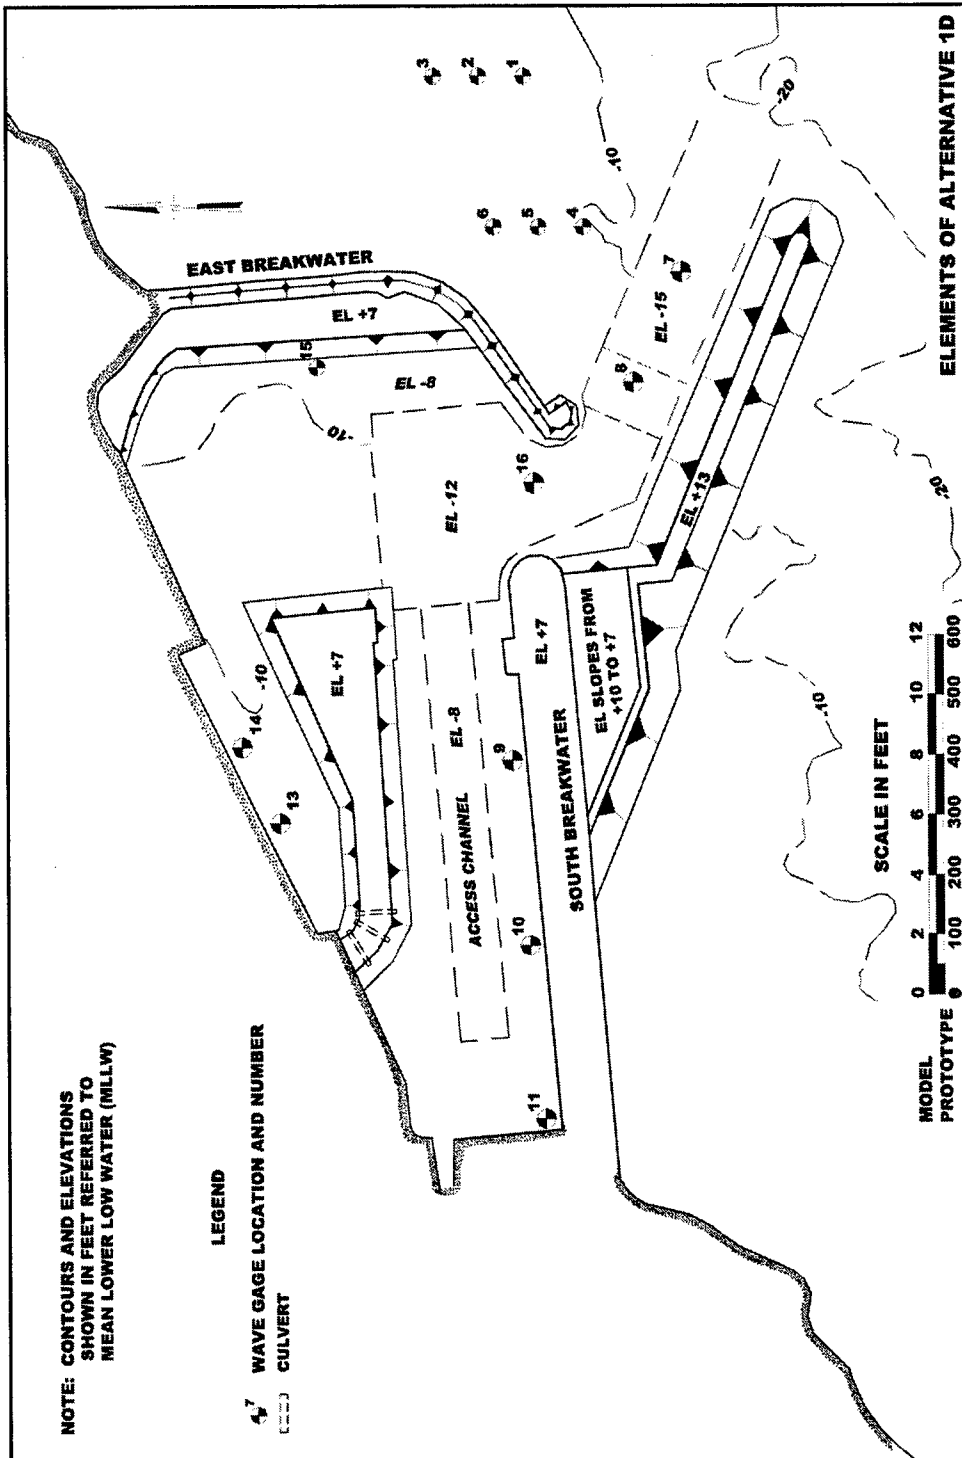 NOTE: CONTOURS AND ELEVATIONS
SHOWN IN FEET REFERRED TO
MEAN LOWER LOW WATER (MLLW)
LEGEND
7 WAVE GAGE LOCATION AND NUMBER
CULVERT
EAST BREAKWATER
EL +7
15
EL -8
-10
3
2
1
6
5
4
-10
-20
7
EL -15
8
EL -12
16
14
13
-10
EL +7
EL -8
ACCESS CHANNEL
9
10
11
EL +7
SOUTH BREAKWATER
EL SLOPES FROM
+10 TO +7
EL +13
-20
-10
SCALE IN FEET
MODEL 0 2 4 6 8 10 12
PROTOTYPE 0 100 200 300 400 500 600
ELEMENTS OF ALTERNATIVE 1D